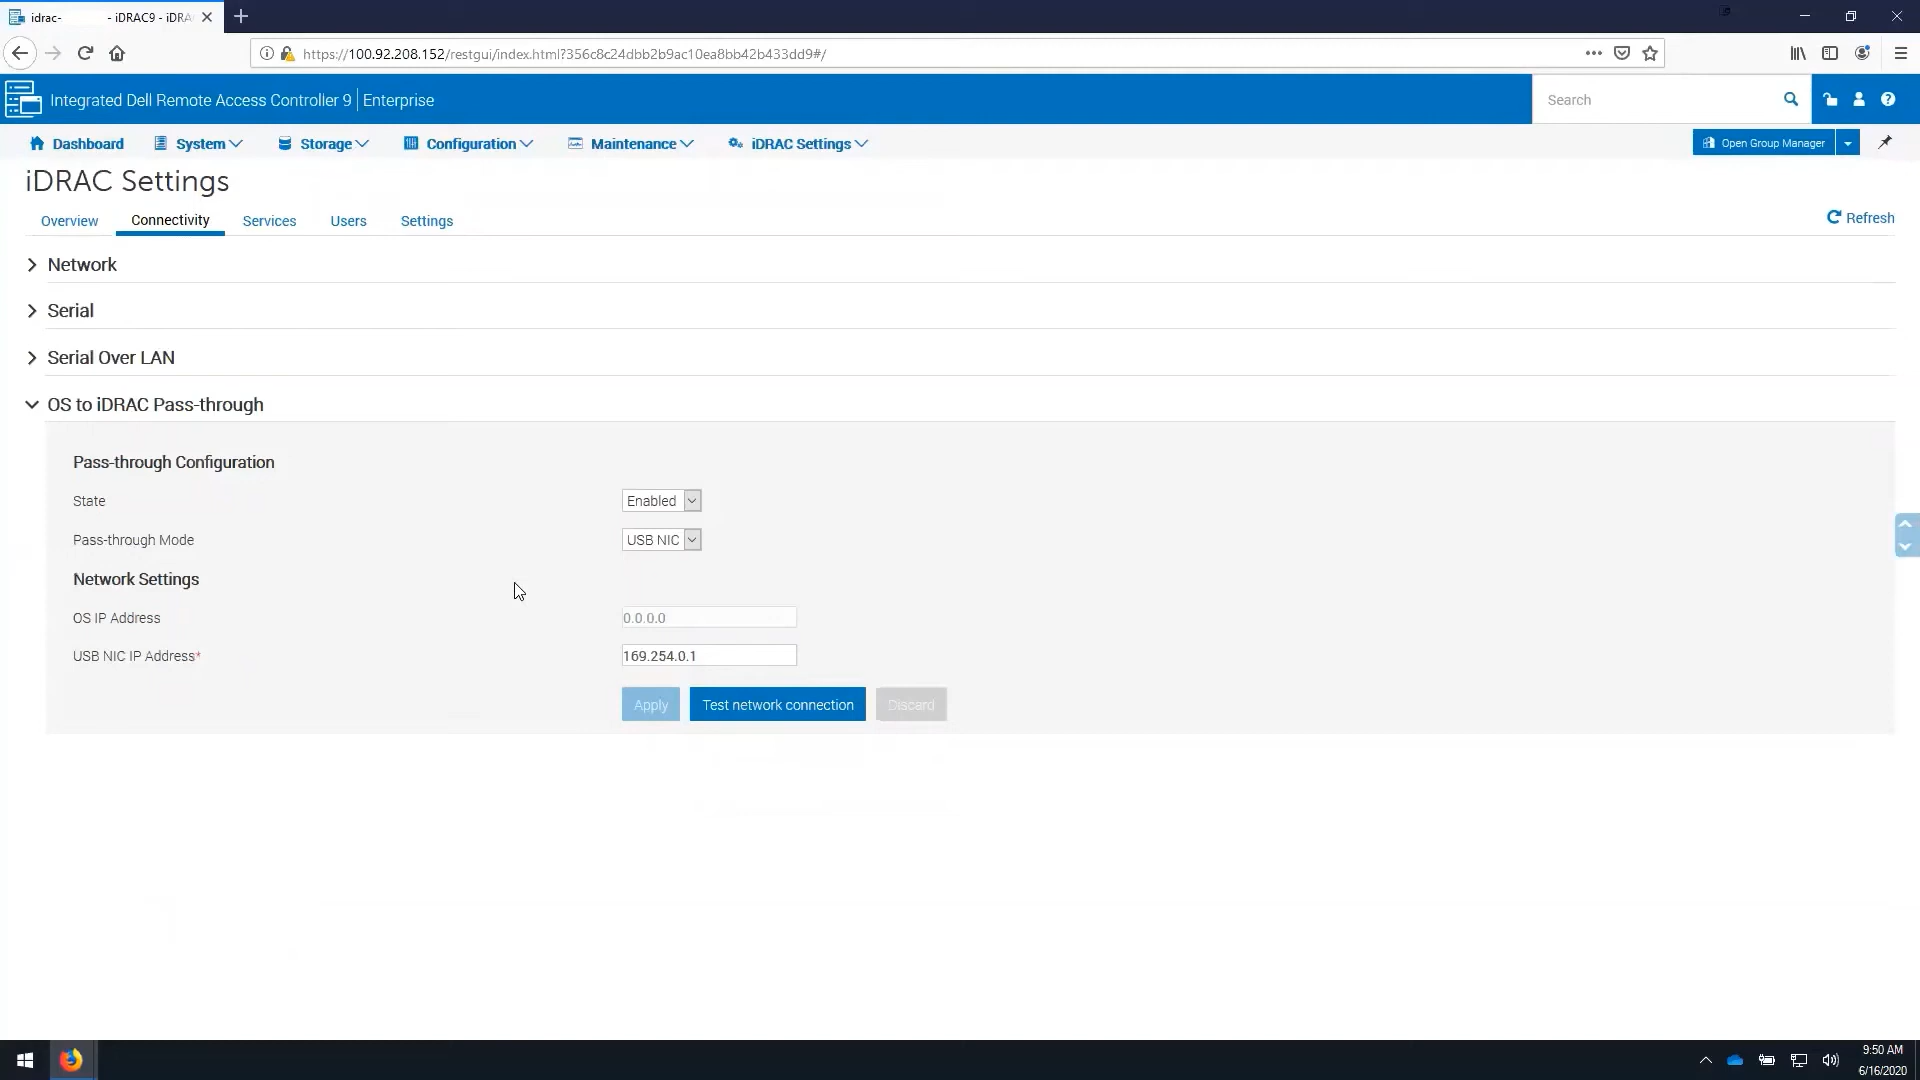 idrac- - iDRAC9 - iDRA
https://100.92.208.152/restgui/index.html?356c8c24dbb2b9ac10ea8bb42b433dd9#/
Integrated Dell Remote Access Controller 9 | Enterprise
Search
Dashboard System Storage Configuration Maintenance iDRAC Settings Open Group Manager
iDRAC Settings
Overview Connectivity Services Users Settings
Refresh
Network
Serial
Serial Over LAN
OS to iDRAC Pass-through
Pass-through Configuration
State Enabled
Pass-through Mode USB NIC
Network Settings
OS IP Address 0.0.0.0
USB NIC IP Address* 169.254.0.1
Apply Test network connection Discard
9:50 AM
6/16/2020